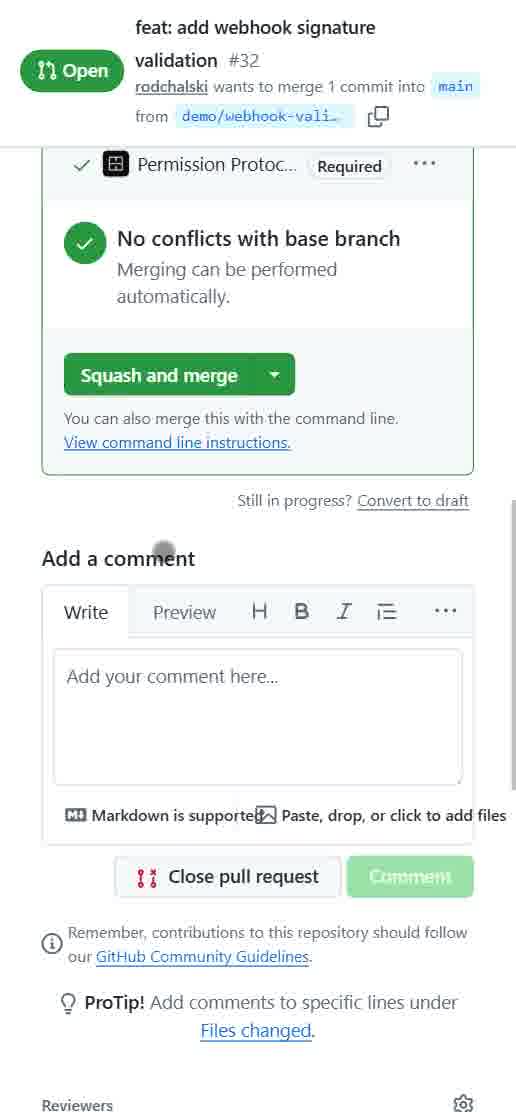 feat: add webhook signature
validation #32
Open
rodchalski wants to merge 1 commit into main
from demo/webhook-vali…
Permission Protoc... Required
No conflicts with base branch
Merging can be performed
automatically.
Squash and merge
You can also merge this with the command line.
View command line instructions.
Still in progress? Convert to draft
Add a comment
Write Preview H B I
Add your comment here...
Markdown is supported Paste, drop, or click to add files
Close pull request Comment
Remember, contributions to this repository should follow
our GitHub Community Guidelines.
ProTip! Add comments to specific lines under
Files changed.
Reviewers